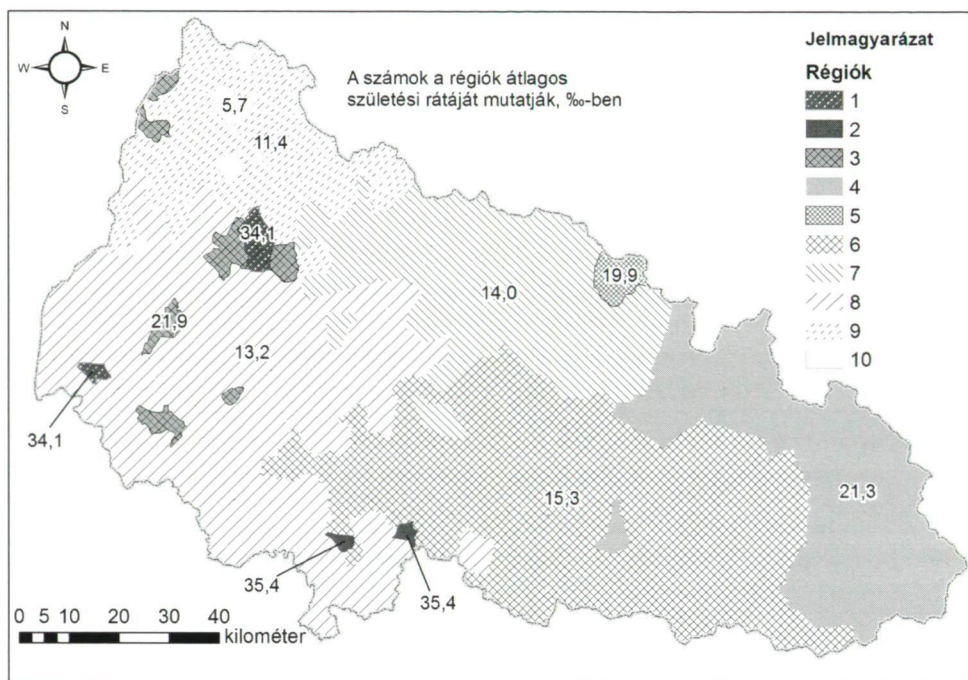 N
W E
S
A számok a régiók átlagos
születési rátáját mutatják, ‰-ben
Jelmagyarázat
Régiók
1
2
3
4
5
6
7
8
9
10
5,7
11,4
34,1
19,9
14,0
21,9
13,2
34,1
15,3
21,3
35,4
35,4
0 5 10 20 30 40
kilométer